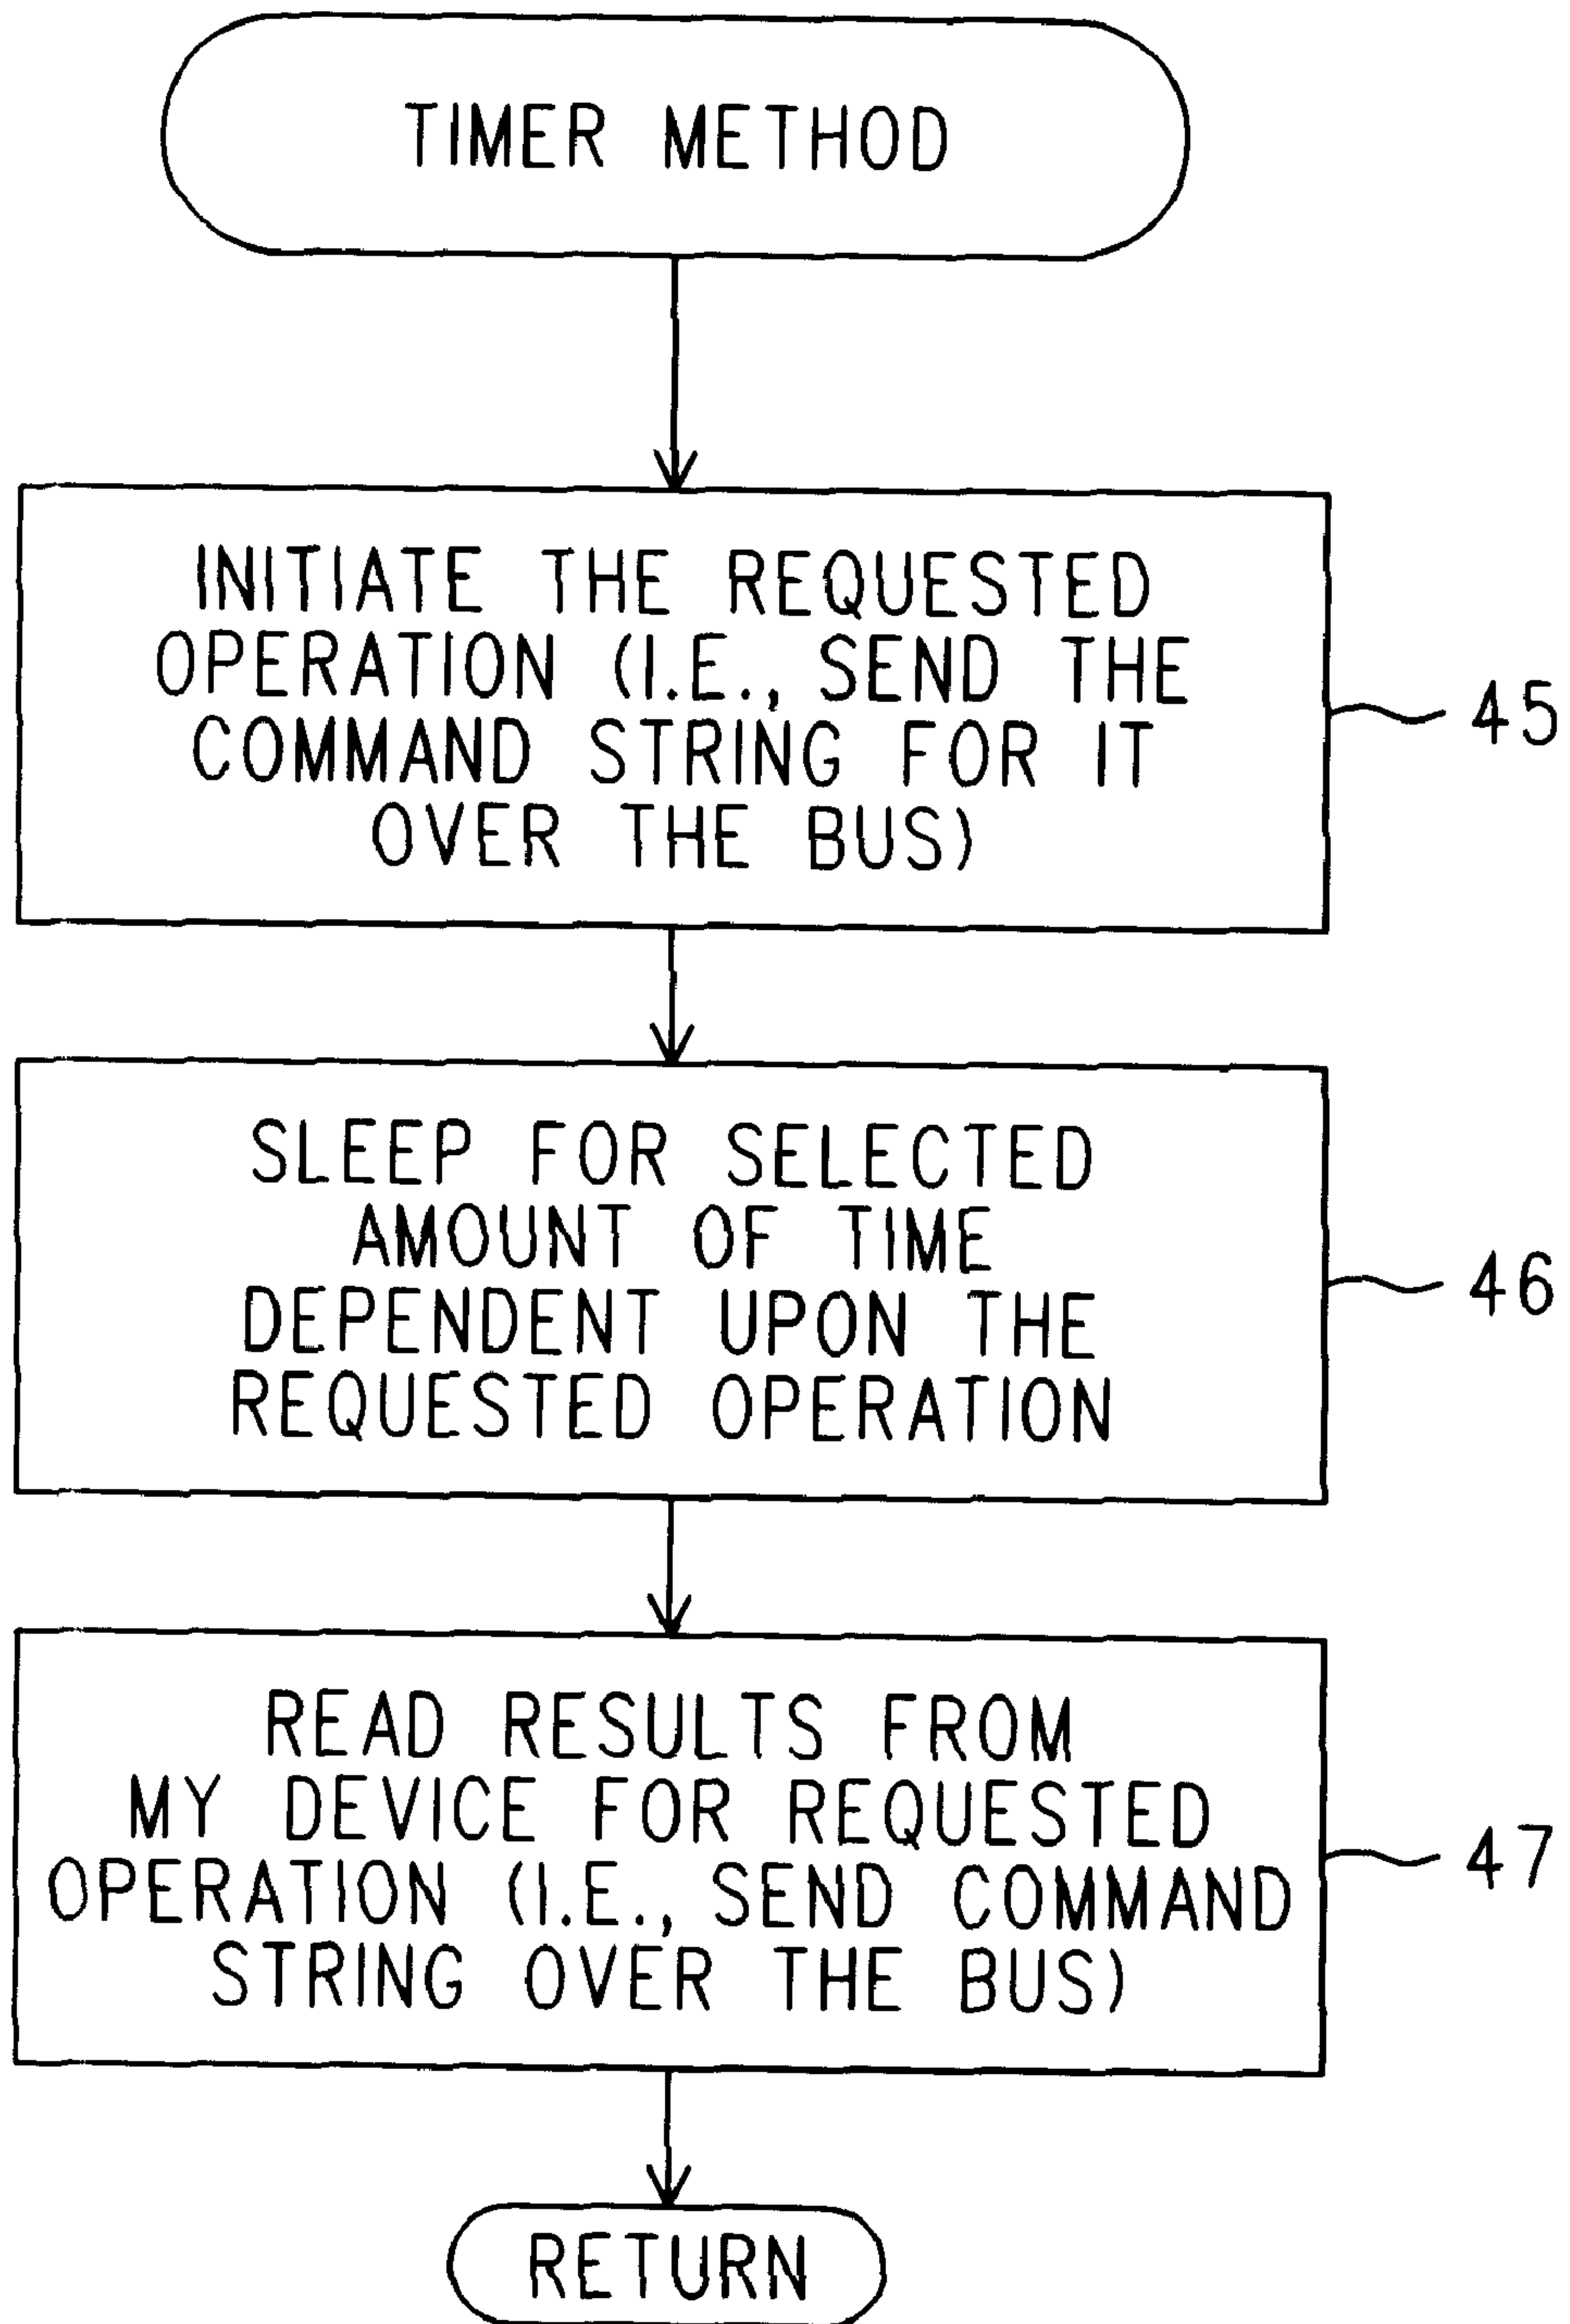 TIMER METHOD
INITIATE THE REQUESTED
OPERATION (I.E., SEND THE
COMMAND STRING FOR IT
OVER THE BUS)
45
SLEEP FOR SELECTED
AMOUNT OF TIME
DEPENDENT UPON THE
REQUESTED OPERATION
46
READ RESULTS FROM
MY DEVICE FOR REQUESTED
OPERATION (I.E., SEND COMMAND
STRING OVER THE BUS)
47
RETURN